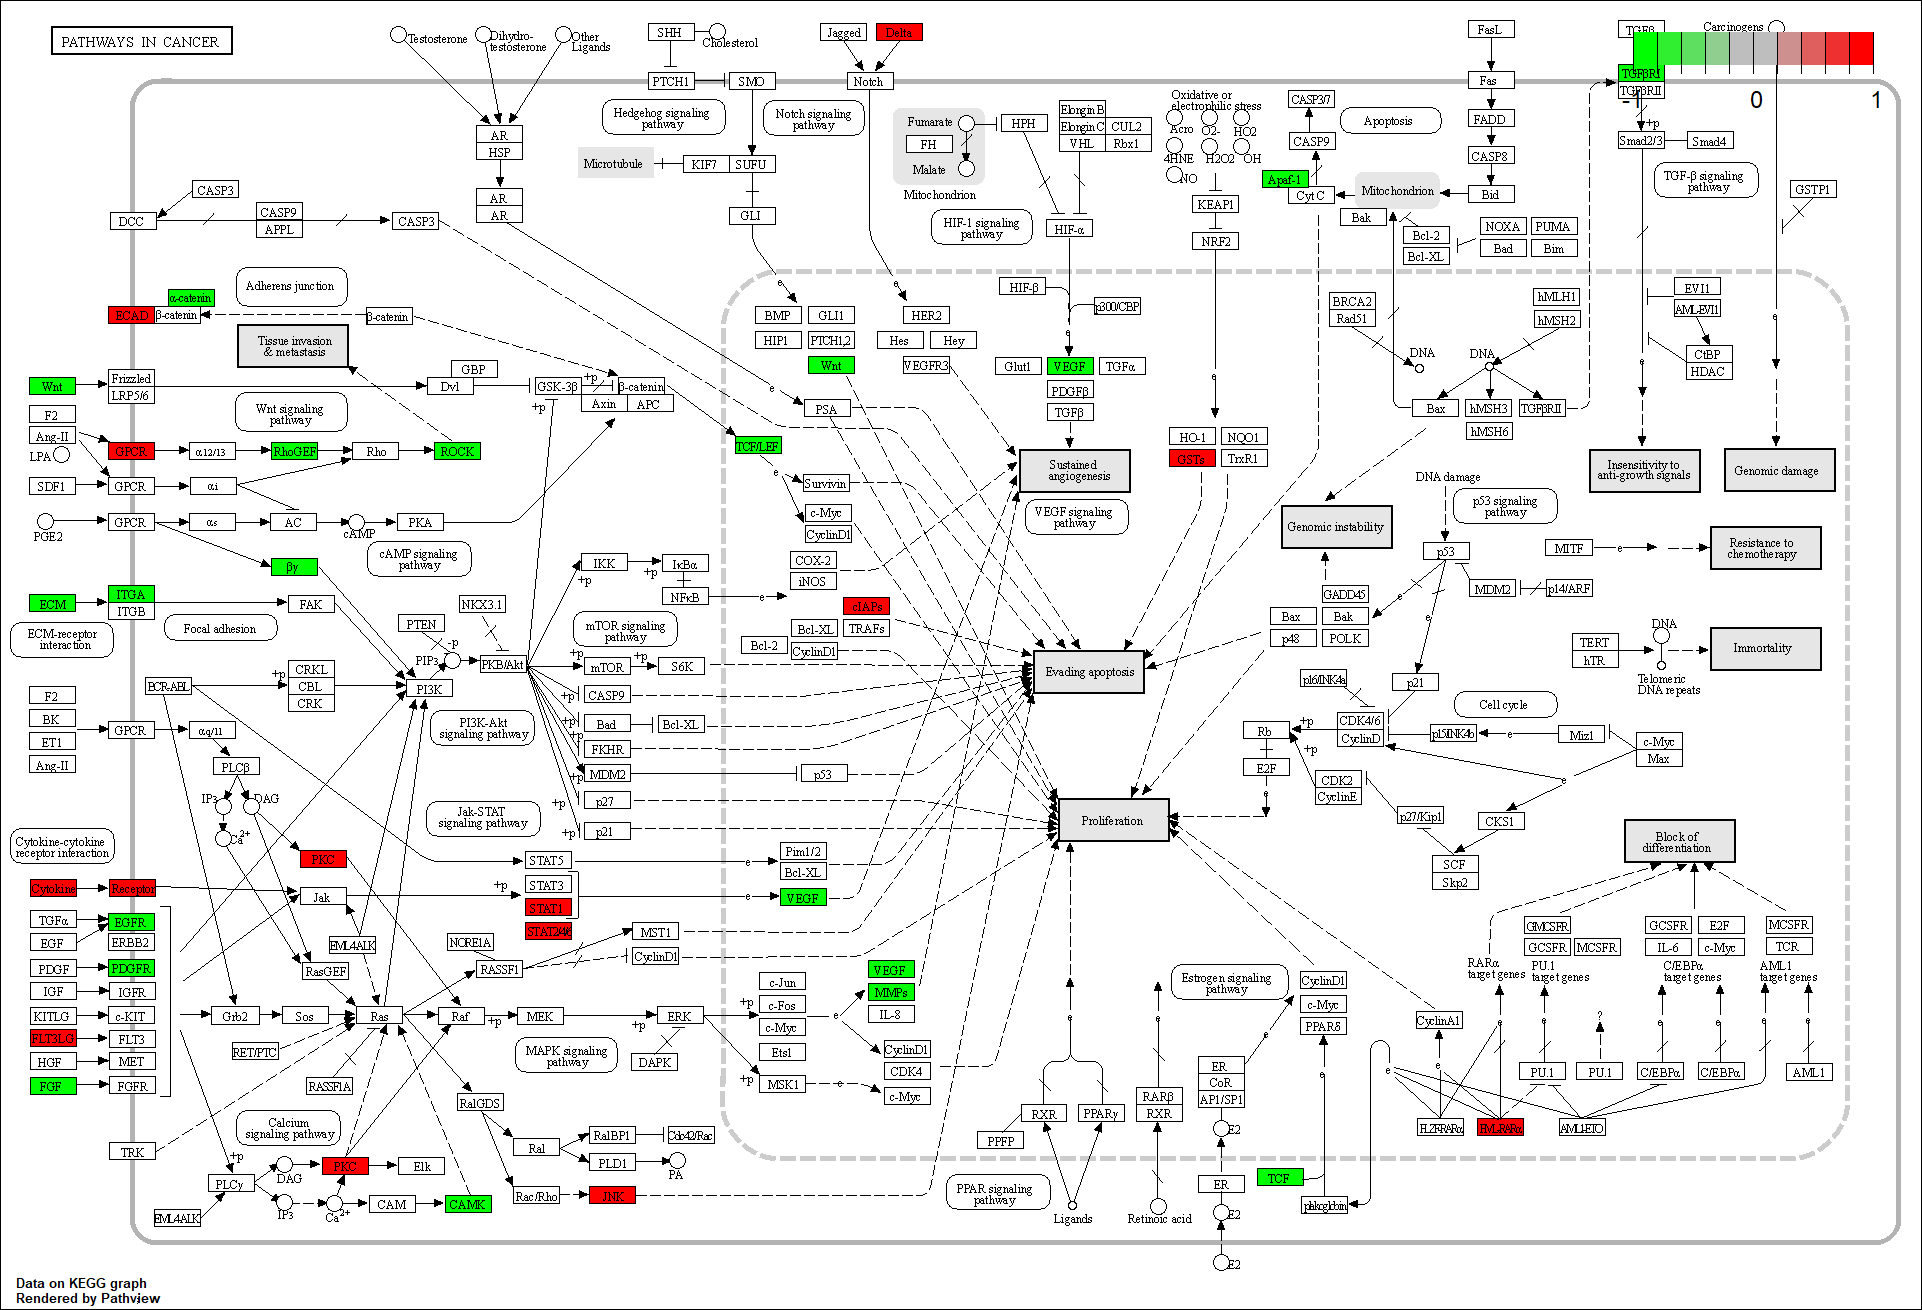 PATHWAYS IN CANCER
Testosterone
Dihydro-
testosterone
Other
Ligands
SHH
Cholesterol
PTCH1
SMO
Hedgehog signaling
pathway
Microtubule
KIF7
SUFU
GLI
Jagged
Delta
Notch
Notch signaling
pathway
Fumarate
FH
Malate
Mitochondrion
HPH
Elongin B
Elongin C
CUL2
VHL
Rbx1
HIF-1 signaling
pathway
HIF-α
Oxidative or
electrophilic stress
Acro
O2-
HO2
4HNE
H2O2
OH
NO
KEAP1
NRF2
CASP3/7
CASP9
Apaf-1
Cyt C
Apoptosis
Mitochondrion
FasL
Fas
FADD
CASP8
Bid
Bak
Bcl-2
Bcl-XL
NOXA
PUMA
Bad
Bim
TGFβ
TGFβRI
TGFβRII
Carcinogens
-1
0
1
+p
Smad2/3
Smad4
TGF-β signaling
pathway
GSTP1
AR
HSP
AR
AR
CASP3
DCC
CASP9
APPL
CASP3
Adherens junction
α-catenin
ECAD
β-catenin
β-catenin
Tissue invasion
& metastasis
Wnt
Frizzled
LRP5/6
GBP
Dvl
GSK-3β
+p
β-catenin
Axin
APC
+p
Wnt signaling
pathway
F2
Ang-II
LPA
GPCR
α12/13
RhoGEF
Rho
ROCK
SDF1
GPCR
αi
PGE2
GPCR
αs
AC
cAMP
PKA
cAMP signaling
pathway
βγ
ECM
ITGA
ITGB
FAK
ECM-receptor
interaction
Focal adhesion
PTEN
NKX3.1
-p
PIP3
PKB/Akt
PI3K
PI3K-Akt
signaling pathway
BCR-ABL
+p
CRKL
CBL
CRK
F2
BK
ET1
Ang-II
GPCR
αq/11
PLCβ
IP3
DAG
Ca2+
PKC
IKK
+p
+p
IκBα
NFκB
mTOR signaling
pathway
+p
mTOR
+p
S6K
+p
CASP9
+p
Bad
Bcl-XL
+p
FKHR
+p
MDM2
p53
+p
p27
+p
p21
Jak-STAT
signaling pathway
Cytokine-cytokine
receptor interaction
Cytokine
Receptor
Jak
+p
STAT5
STAT3
STAT1
e
Pim1/2
Bcl-XL
e
VEGF
TGFα
EGF
PDGF
IGF
KITLG
FLT3LG
HGF
FGF
EGFR
ERBB2
PDGFR
IGFR
c-KIT
FLT3
MET
FGFR
EML4ALK
RasGEF
NORE1A
RASSF1
MST1
CyclinD1
Grb2
Sos
Ras
Raf
+p
MEK
+p
ERK
DAPK
MAPK signaling
pathway
RET/PTC
RASSF1A
TRK
+p
c-Jun
c-Fos
c-Myc
Ets1
+p
MSK1
e
c-Myc
e
VEGF
MMPs
IL-8
CyclinD1
CDK4
Calcium
signaling pathway
RalGDS
Ral
RalBP1
Cdc42/Rac
PLD1
PA
Rac/Rho
JNK
+p
PLCγ
EML4ALK
DAG
IP3
PKC
Elk
Ca2+
CAM
CAMK
e
BMP
GLI1
HIP1
PTCH1,2
Wnt
e
HER2
Hes
Hey
VEGFR3
HIF-β
p300/CBP
e
Glut1
VEGF
TGFα
PDGFβ
TGFβ
Sustained
angiogenesis
VEGF signaling
pathway
e
PSA
TCF/LEF
e
Survivin
c-Myc
CyclinD1
COX-2
iNOS
e
cIAPs
Bcl-XL
TRAFs
Bcl-2
CyclinD1
Evading apoptosis
Proliferation
e
HO-1
NQO1
GSTs
TrxR1
BRCA2
Rad51
DNA
hMLH1
hMSH2
DNA
Bax
hMSH3
TGFβRII
hMSH6
EVI1
AML-EVI1
CtBP
HDAC
e
e
Insensitivity to
anti-growth signals
Genomic damage
Genomic instability
DNA damage
p53 signaling
pathway
p53
MDM2
p14/ARF
e
e
GADD45
Bax
Bak
p48
POLK
p21
MITF
e
Resistance to
chemotherapy
TERT
hTR
DNA
Telomeric
DNA repeats
Immortality
p16/INK4a
CDK4/6
CyclinD
Cell cycle
p15/INK4b
e
Miz1
c-Myc
Max
Rb
+p
E2F
e
+p
CDK2
CyclinE
e
p27/Kip1
CKS1
SCF
Skp2
Block of
differentiation
GMCSFR
GCSFR
MCSFR
GCSFR
E2F
IL-6
c-Myc
MCSFR
TCR
RARα
target genes
PU.1
target genes
C/EBPα
target genes
AML1
target genes
CyclinA1
e
e
e
?
e
e
e
PU.1
PU.1
C/EBPα
C/EBPα
AML1
e
AML1-ETO
Estrogen signaling
pathway
CyclinD1
c-Myc
PPARδ
e
e
ER
CoR
AP1/SP1
E2
ER
E2
E2
TCF
e
RXR
PPARγ
PPFP
PPAR signaling
pathway
Ligands
RARβ
RXR
Retinoic acid
Data on KEGG graph
Rendered by Pathview